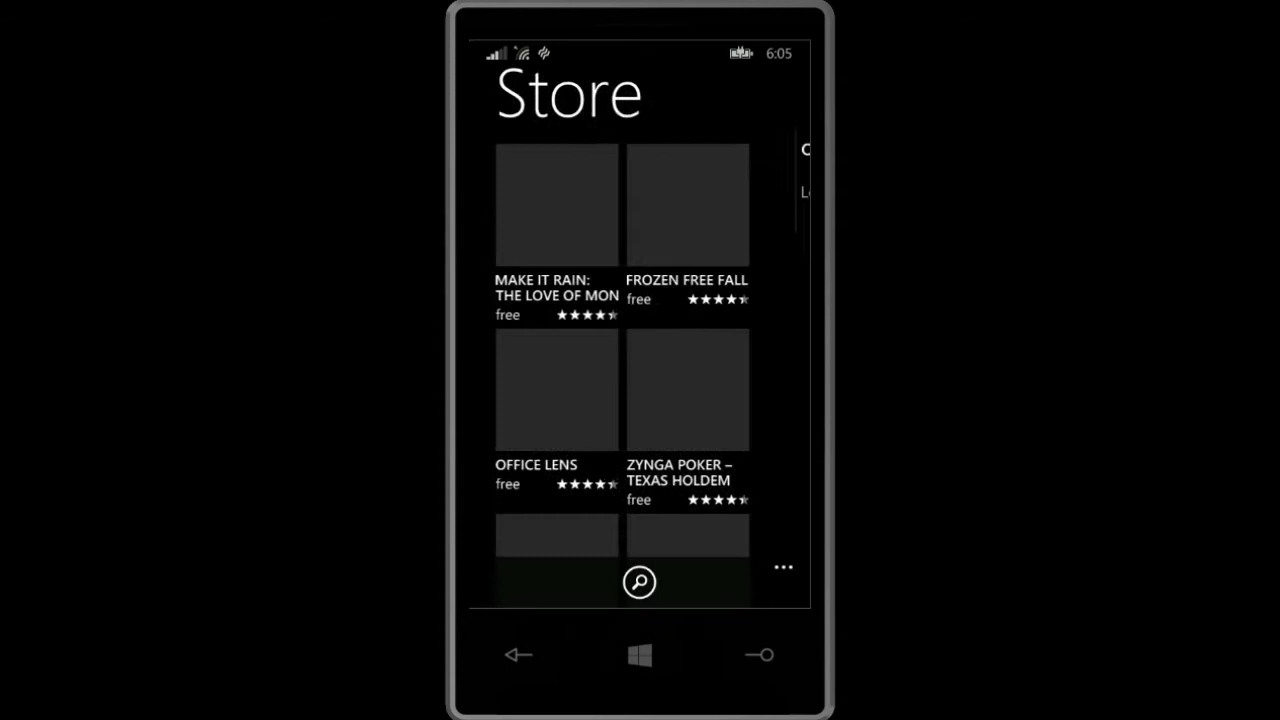 6:05
Store
C
MAKE IT RAIN:
THE LOVE OF MON
free
FROZEN FREE FALL
free
OFFICE LENS
free
ZYNGA POKER –
TEXAS HOLDEM
free